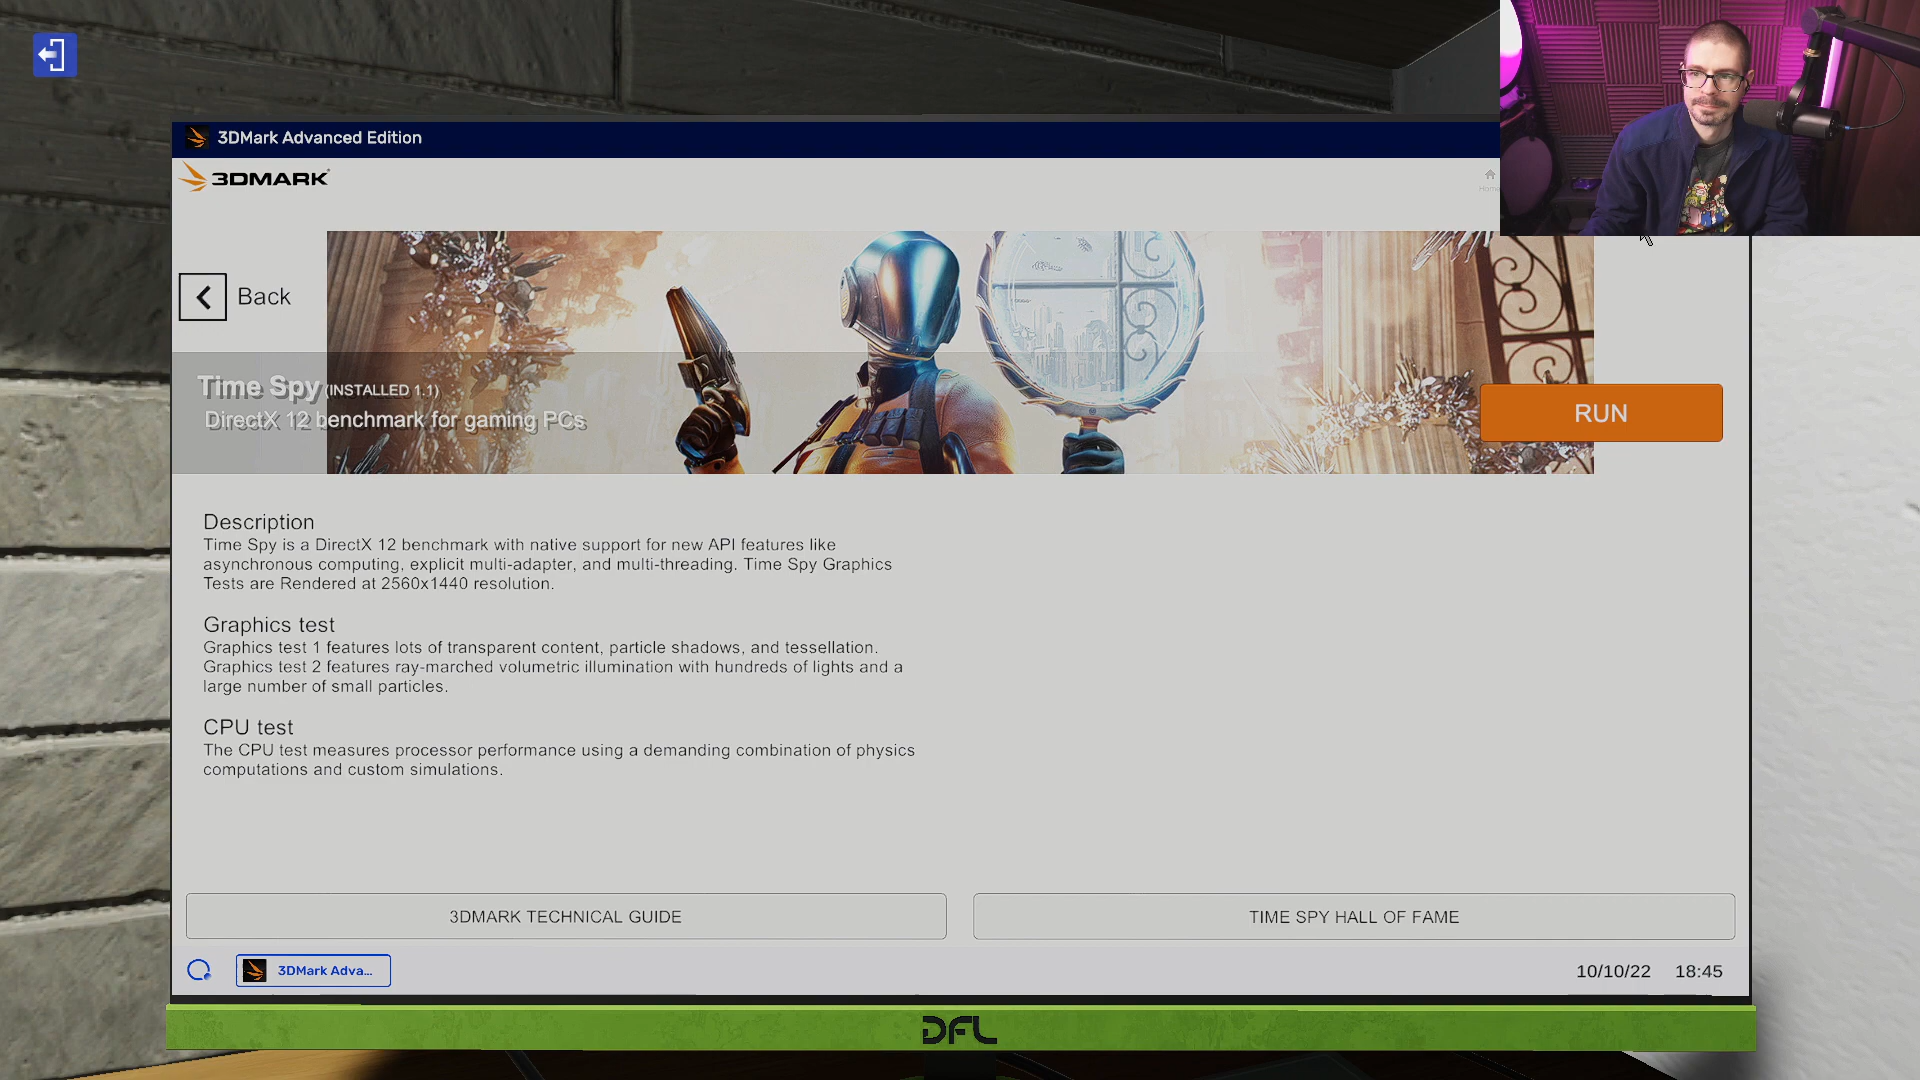 3DMark Advanced Edition
3DMARK
Home
Back
Time Spy (INSTALLED 1.1)
DirectX 12 benchmark for gaming PCs
RUN
Description
Time Spy is a DirectX 12 benchmark with native support for new API features like
asynchronous computing, explicit multi-adapter, and multi-threading. Time Spy Graphics
Tests are Rendered at 2560x1440 resolution.
Graphics test
Graphics test 1 features lots of transparent content, particle shadows, and tessellation.
Graphics test 2 features ray-marched volumetric illumination with hundreds of lights and a
large number of small particles.
CPU test
The CPU test measures processor performance using a demanding combination of physics
computations and custom simulations.
3DMARK TECHNICAL GUIDE
TIME SPY HALL OF FAME
3DMark Adva...
10/10/22 18:45
DFL